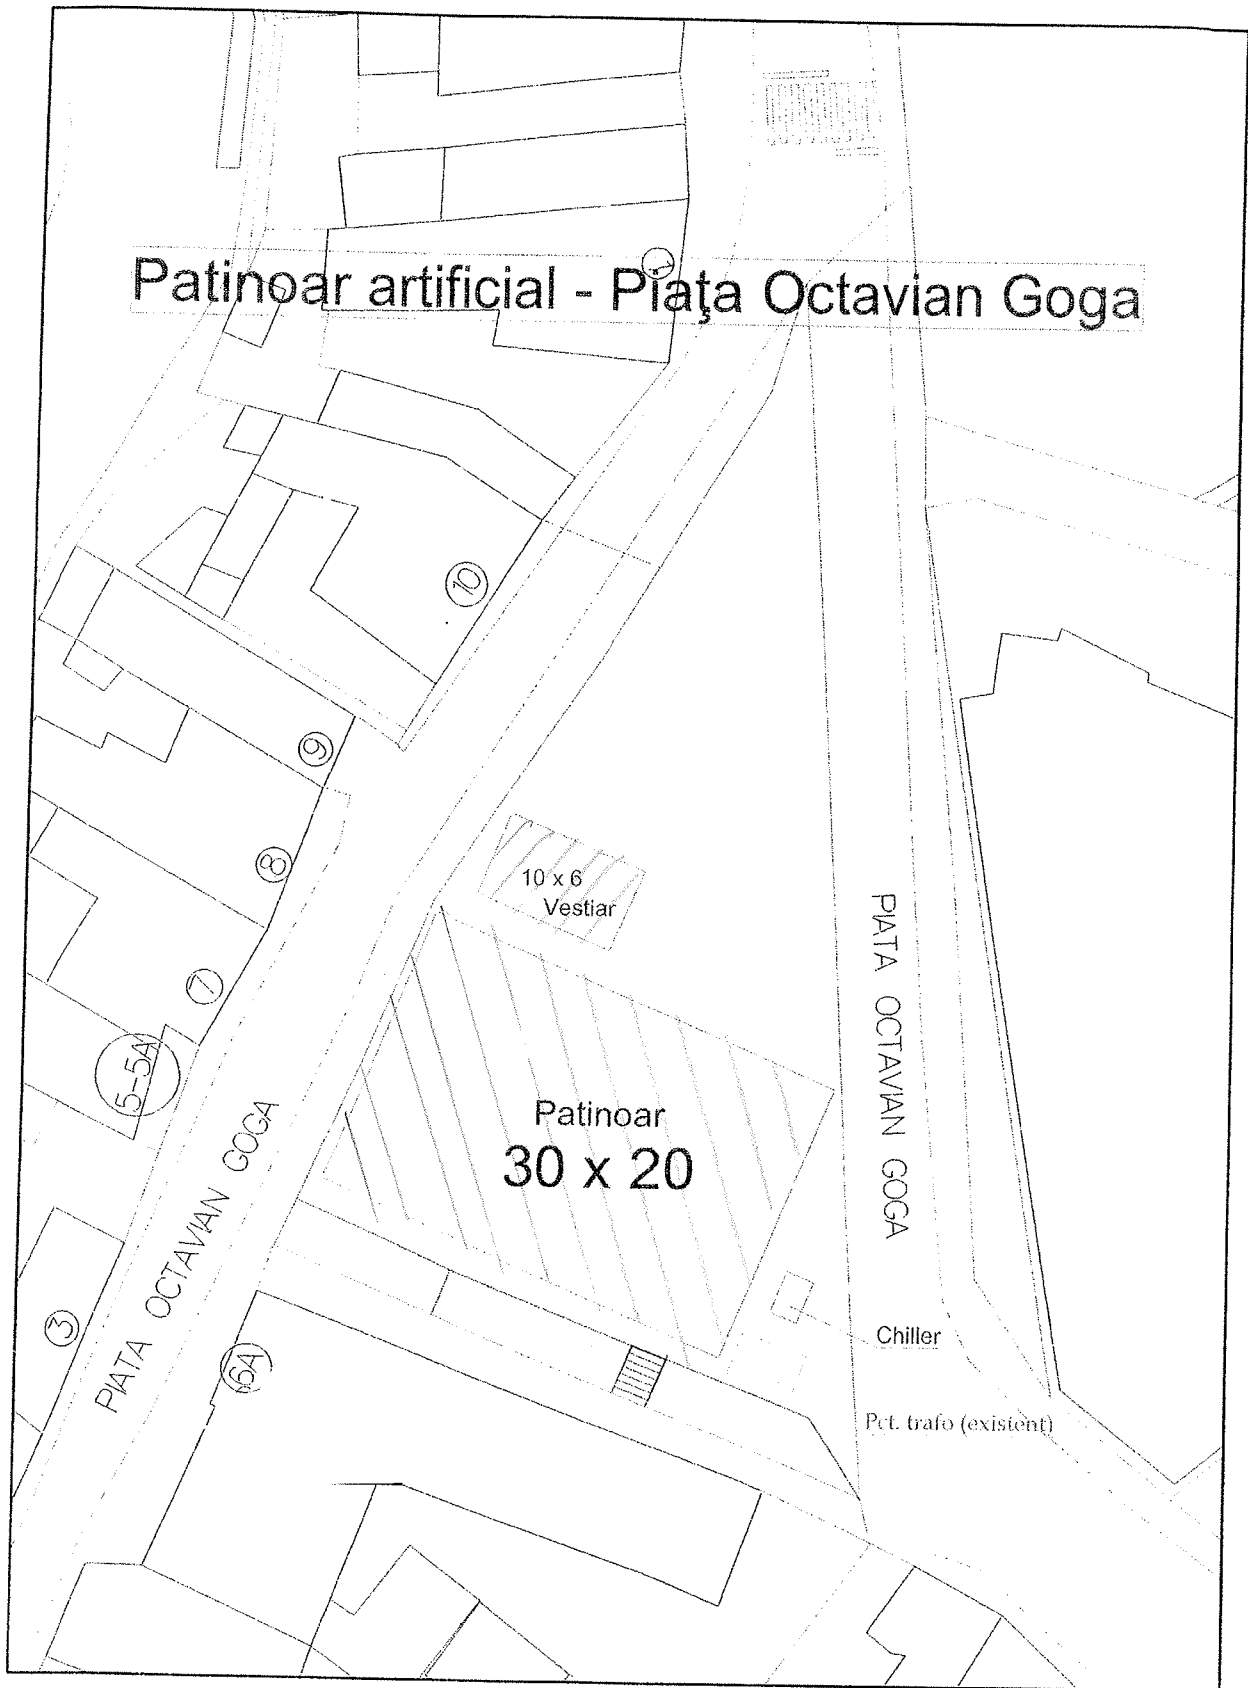 Patinoar artificial - Piaţa Octavian Goga
10
9
8
10 x 6
Vestiar
7
5-5A
PIATA OCTAVIAN GOGA
PIATA OCTAVIAN GOGA
Patinoar
30 x 20
3
6A
Chiller
Pct. trafo (existent)